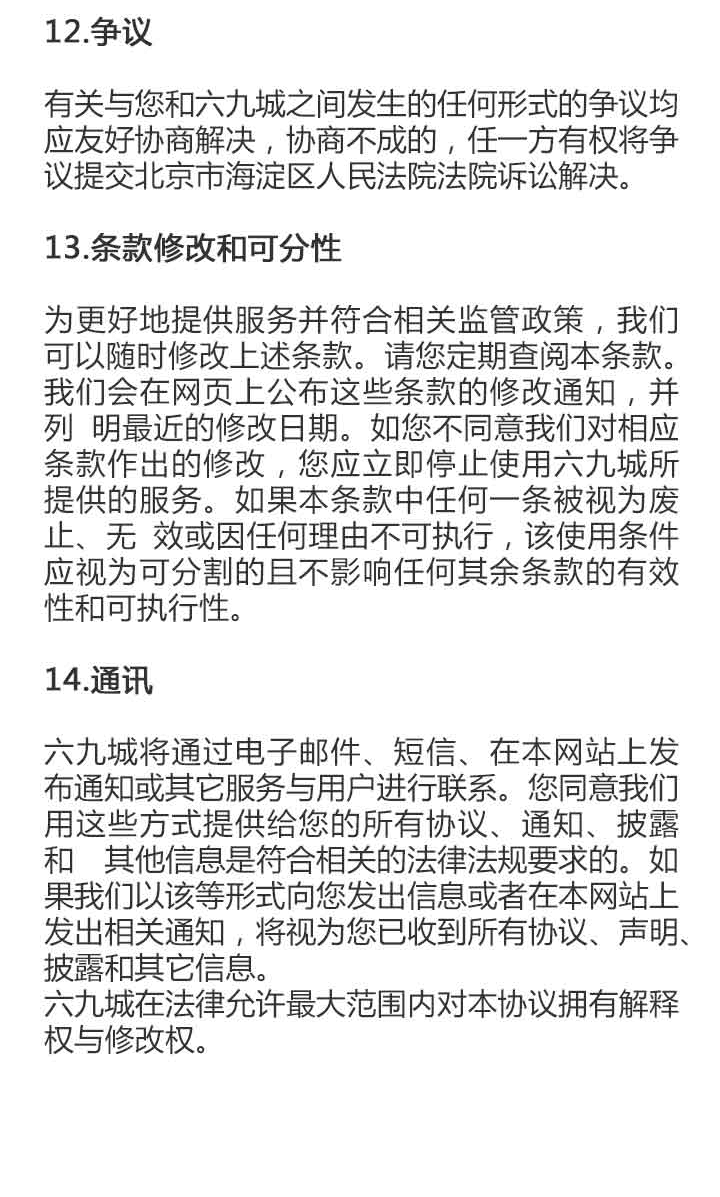 12.争议
有关与您和六九城之间发生的任何形式的争议均
应友好协商解决，协商不成的，任一方有权将争
议提交北京市海淀区人民法院法院诉讼解决。
13.条款修改和可分性
为更好地提供服务并符合相关监管政策，我们
可以随时修改上述条款。请您定期查阅本条款。
我们会在网页上公布这些条款的修改通知，并
列 明最近的修改日期。如您不同意我们对相应
条款作出的修改，您应立即停止使用六九城所
提供的服务。如果本条款中任何一条被视为废
止、无 效或因任何理由不可执行，该使用条件
应视为可分割的且不影响任何其余条款的有效
性和可执行性。
14.通讯
六九城将通过电子邮件、短信、在本网站上发
布通知或其它服务与用户进行联系。您同意我们
用这些方式提供给您的所有协议、通知、披露
和 其他信息是符合相关的法律法规要求的。如
果我们以该等形式向您发出信息或者在本网站上
发出相关通知，将视为您已收到所有协议、声明、
披露和其它信息。
六九城在法律允许最大范围内对本协议拥有解释
权与修改权。